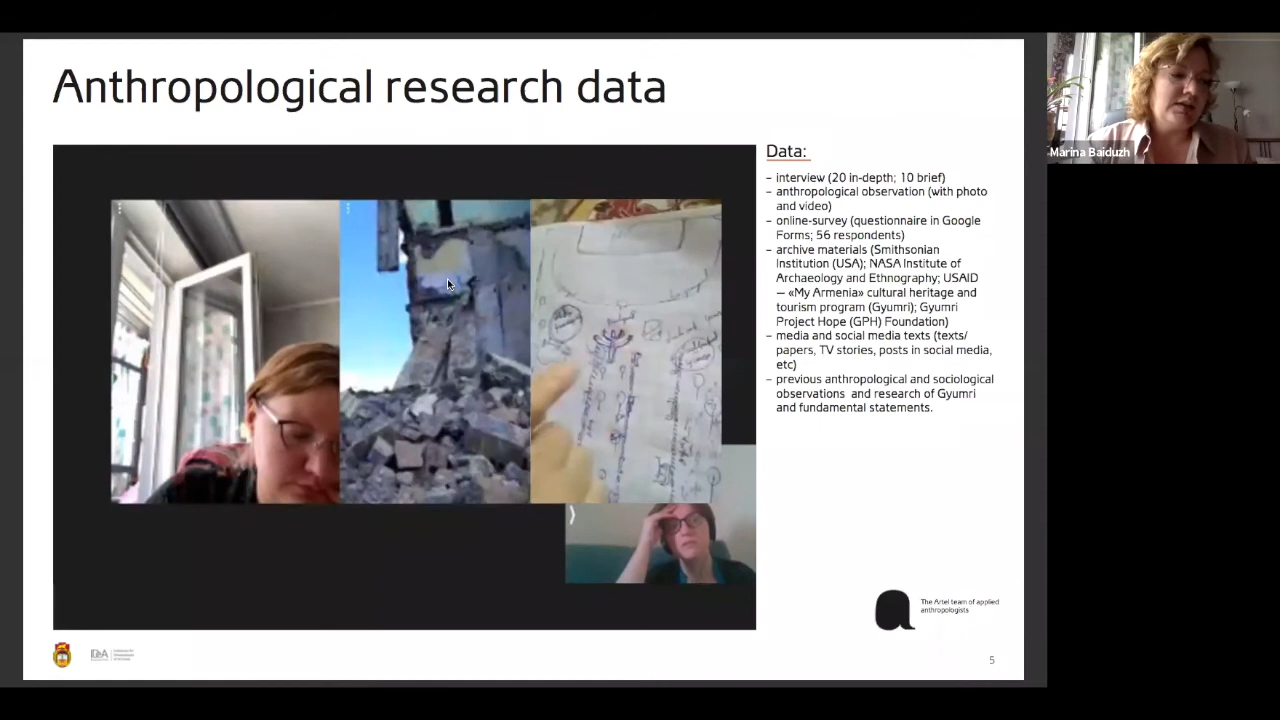 Anthropological research data
Data:
– interview (20 in-depth; 10 brief)
– anthropological observation (with photo
and video)
– online-survey (questionnaire in Google
Forms; 56 respondents)
– archive materials (Smithsonian
Institution (USA); NASA Institute of
Archaeology and Ethnography; USAID
— «My Armenia» cultural heritage and
tourism program (Gyumri); Gyumri
Project Hope (GPH) Foundation)
– media and social media texts (texts/
papers, TV stories, posts in social media,
etc)
– previous anthropological and sociological
observations and research of Gyumri
and fundamental statements.
The Artel team of applied
anthropologists
5
Marina Baiduzh